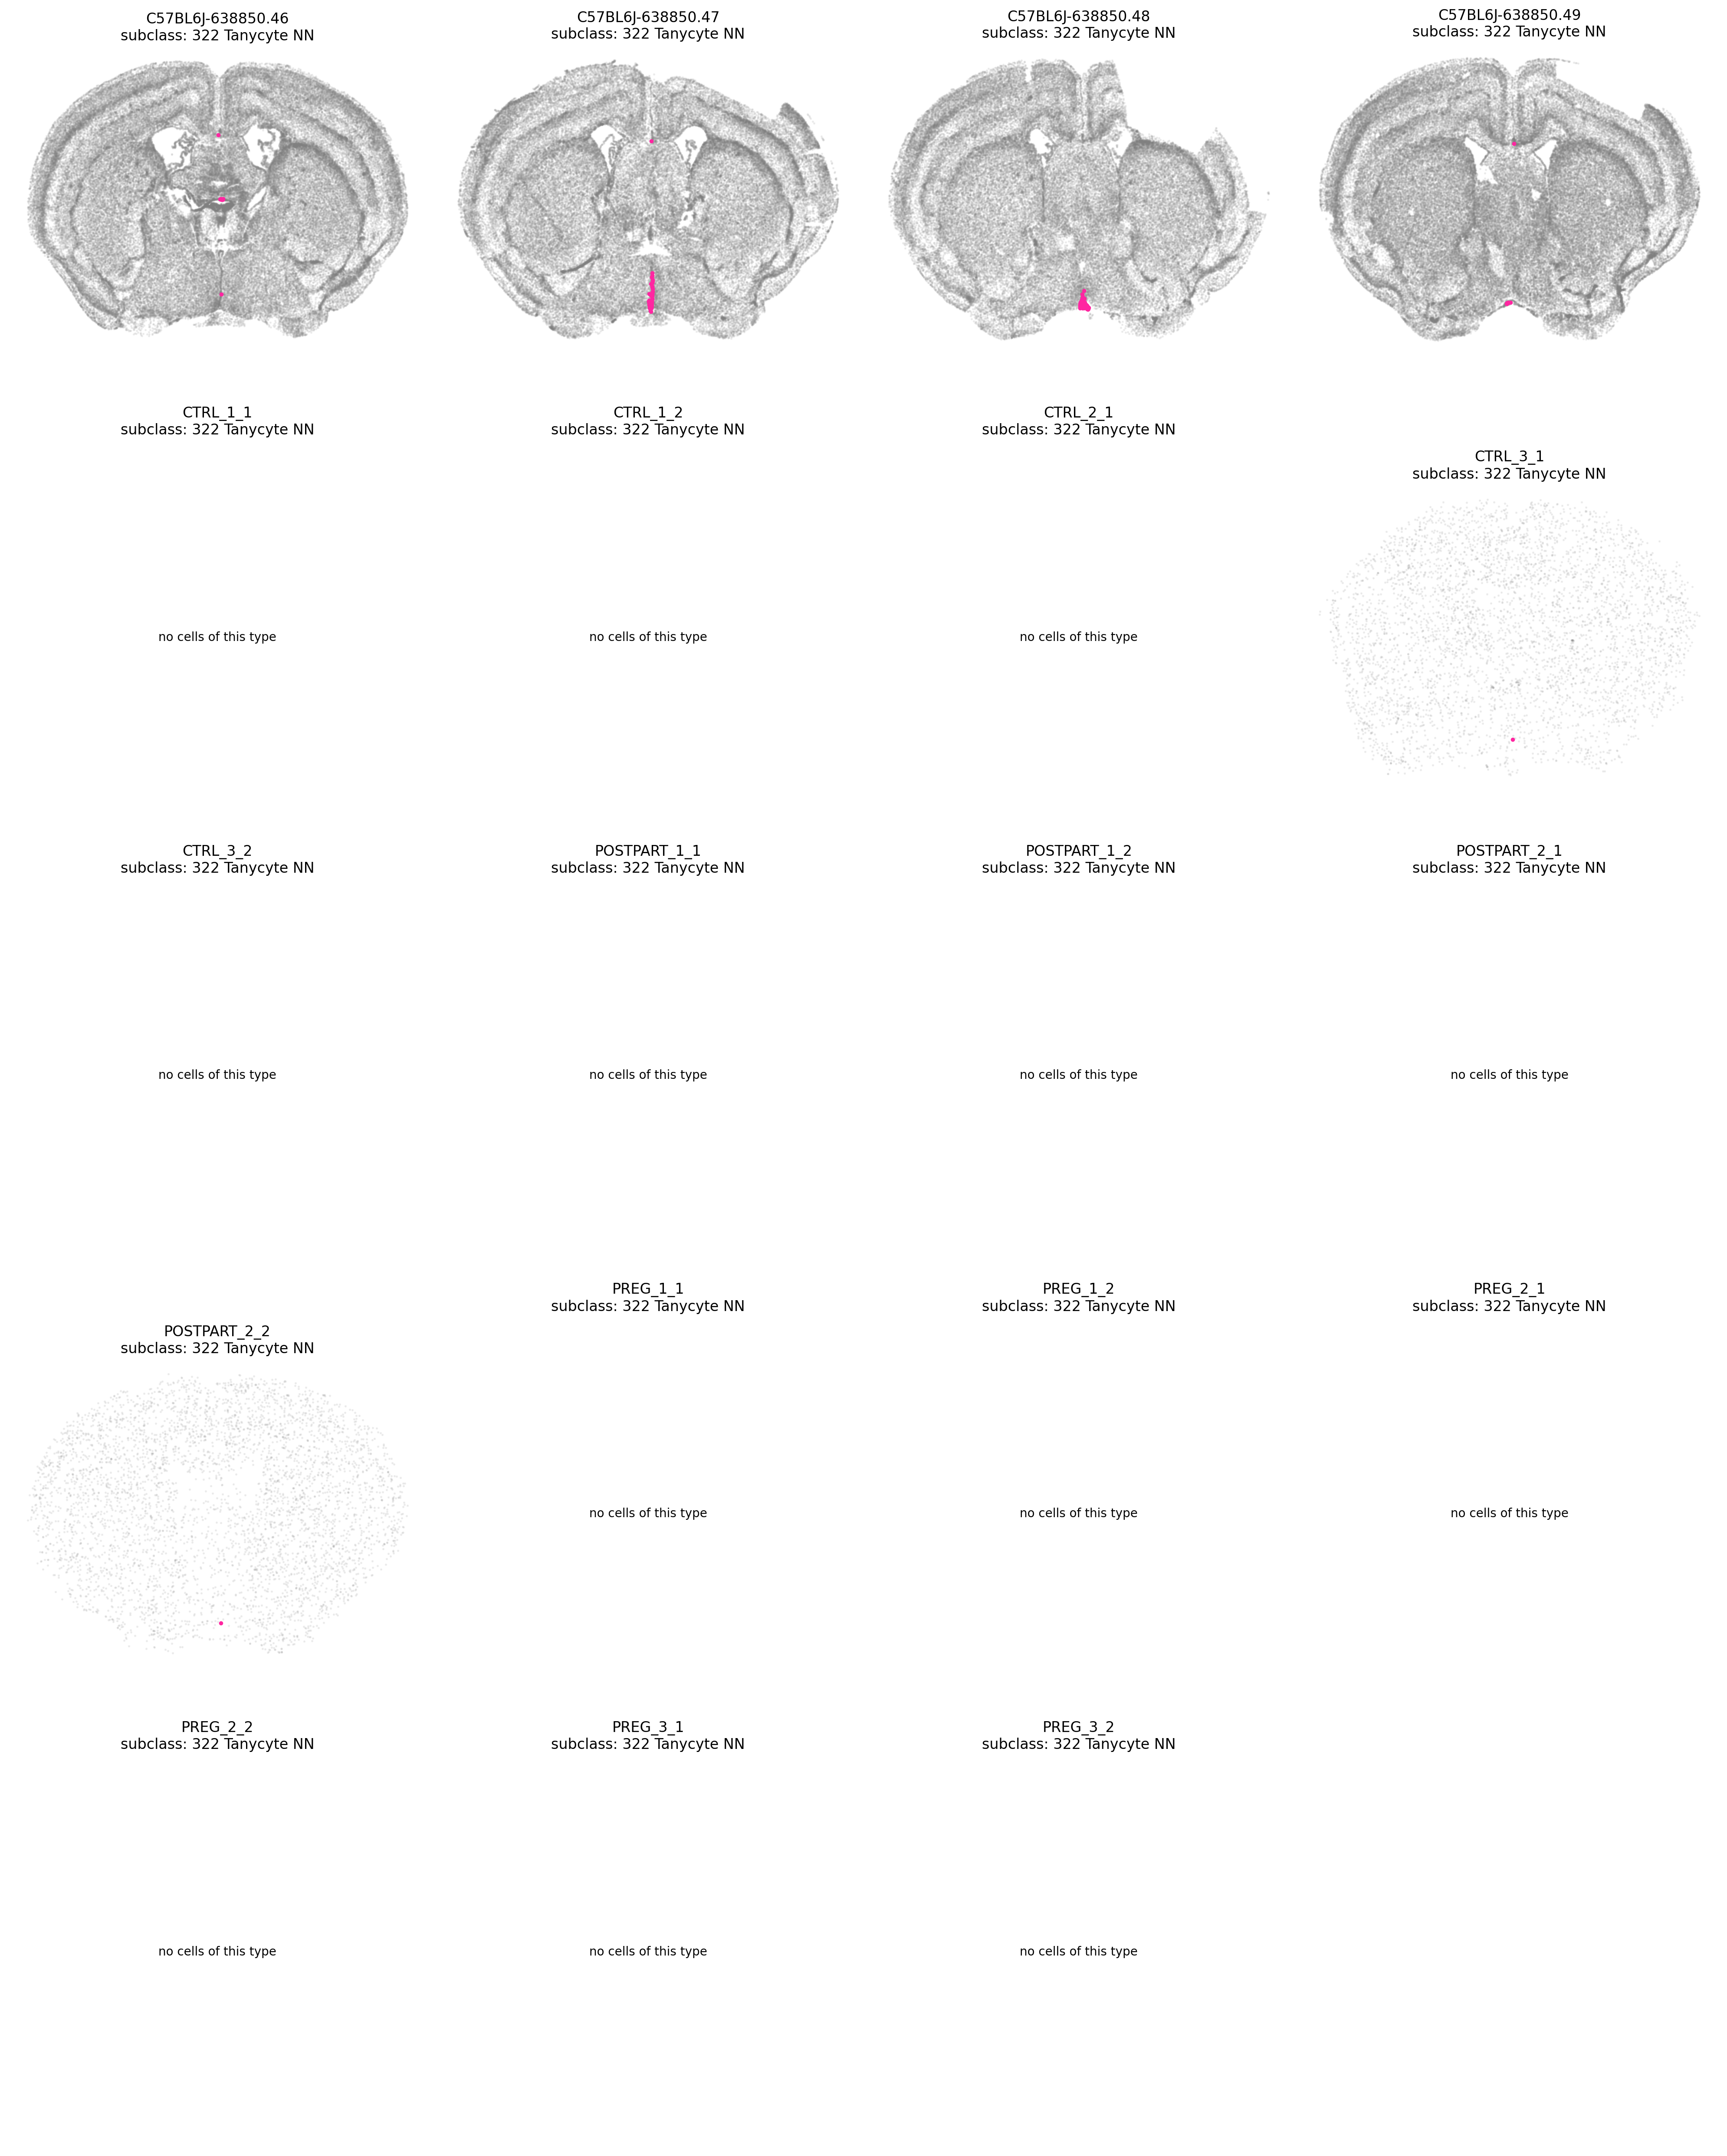 C57BL6J-638850.46
subclass: 322 Tanycyte NN
C57BL6J-638850.47
subclass: 322 Tanycyte NN
C57BL6J-638850.48
subclass: 322 Tanycyte NN
C57BL6J-638850.49
subclass: 322 Tanycyte NN
CTRL_1_1
subclass: 322 Tanycyte NN
no cells of this type
CTRL_1_2
subclass: 322 Tanycyte NN
no cells of this type
CTRL_2_1
subclass: 322 Tanycyte NN
no cells of this type
CTRL_3_1
subclass: 322 Tanycyte NN
CTRL_3_2
subclass: 322 Tanycyte NN
no cells of this type
POSTPART_1_1
subclass: 322 Tanycyte NN
no cells of this type
POSTPART_1_2
subclass: 322 Tanycyte NN
no cells of this type
POSTPART_2_1
subclass: 322 Tanycyte NN
no cells of this type
POSTPART_2_2
subclass: 322 Tanycyte NN
PREG_1_1
subclass: 322 Tanycyte NN
no cells of this type
PREG_1_2
subclass: 322 Tanycyte NN
no cells of this type
PREG_2_1
subclass: 322 Tanycyte NN
no cells of this type
PREG_2_2
subclass: 322 Tanycyte NN
no cells of this type
PREG_3_1
subclass: 322 Tanycyte NN
no cells of this type
PREG_3_2
subclass: 322 Tanycyte NN
no cells of this type